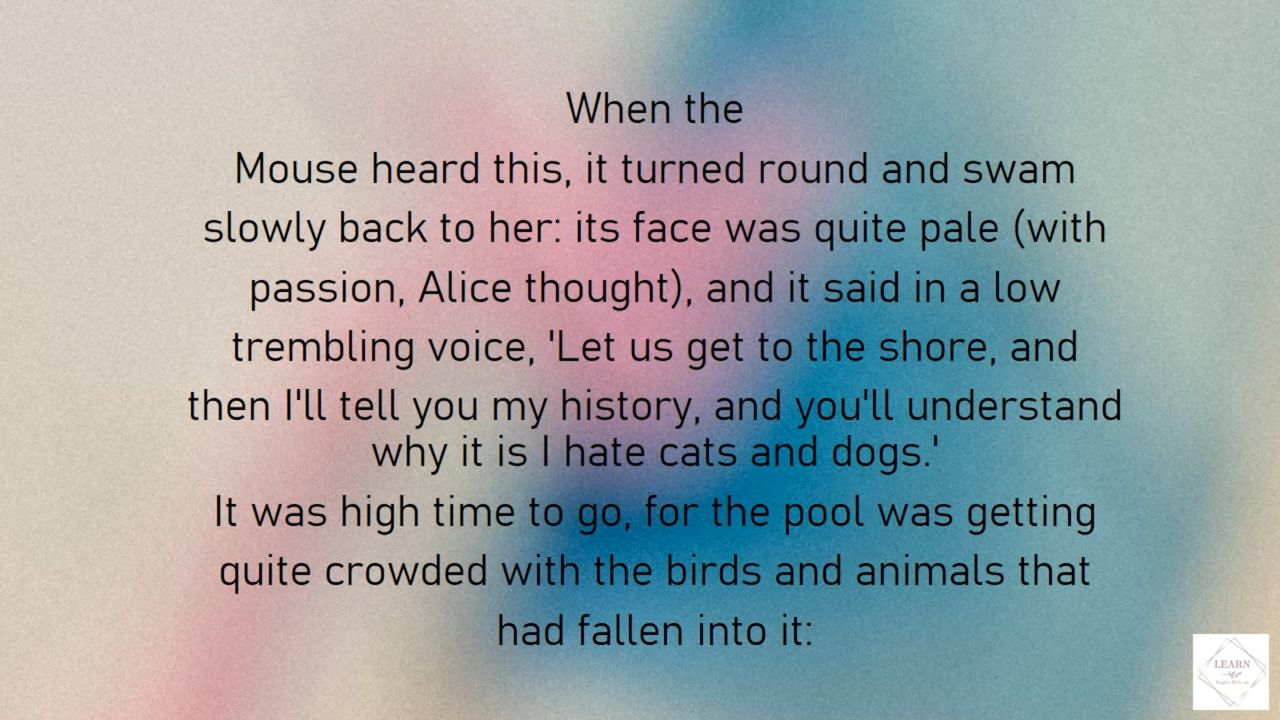 When the
Mouse heard this, it turned round and swam
slowly back to her: its face was quite pale (with
passion, Alice thought), and it said in a low
trembling voice, 'Let us get to the shore, and
then I'll tell you my history, and you'll understand
why it is I hate cats and dogs.'
It was high time to go, for the pool was getting
quite crowded with the birds and animals that
had fallen into it:
LEARN